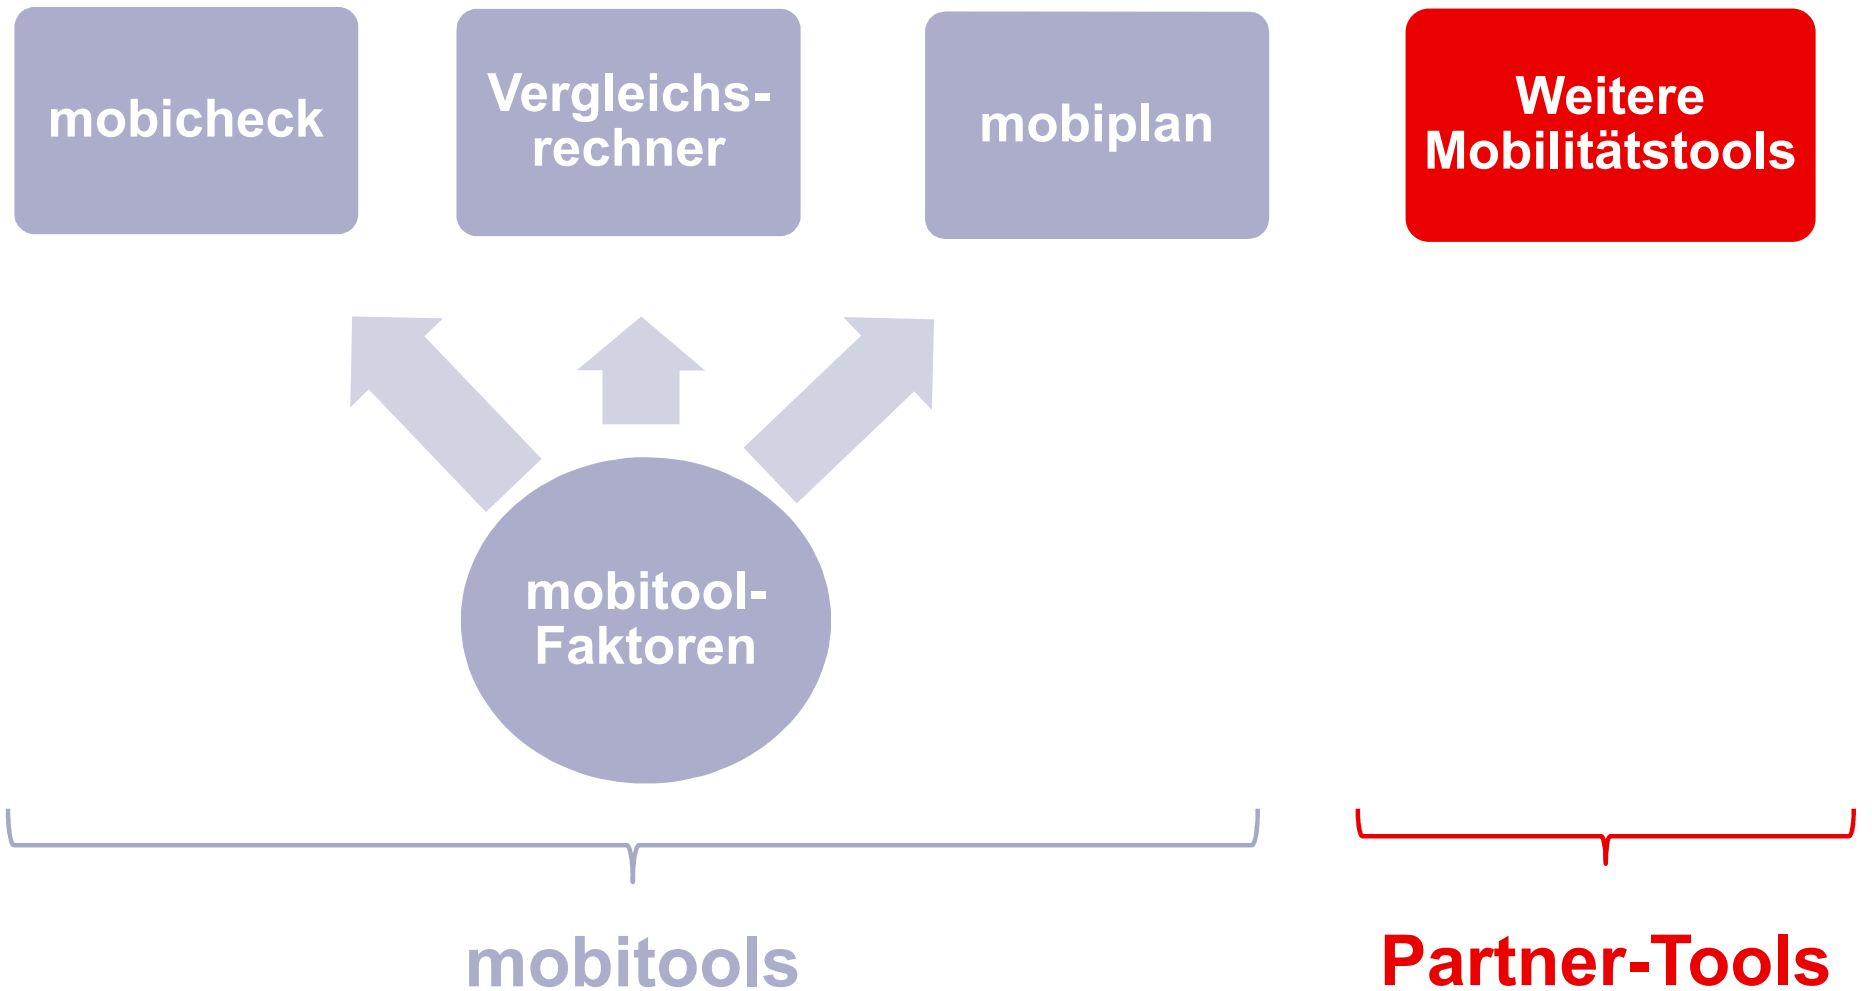 mobicheck
Vergleichs-
rechner
mobiplan
Weitere
Mobilitätstools
mobitool-
Faktoren
mobitools
Partner-Tools